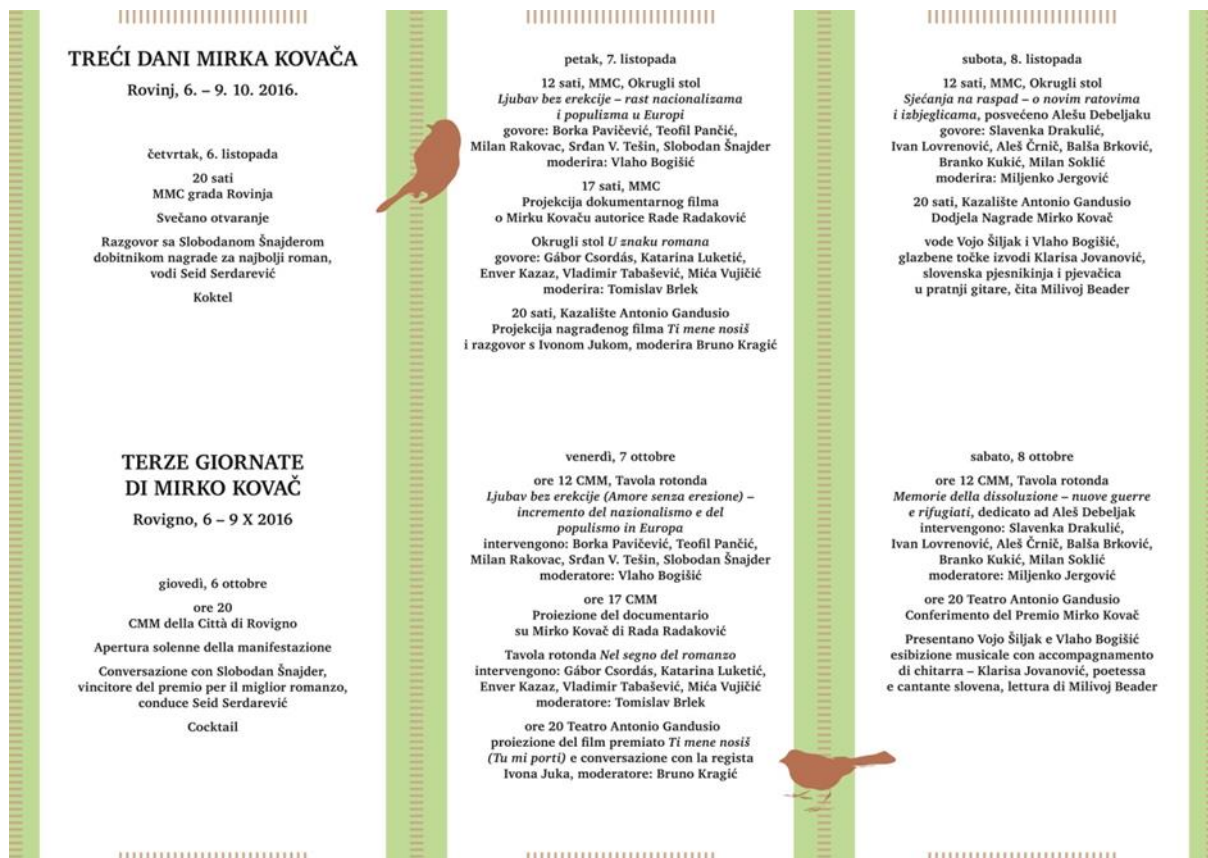 TREĆI DANI MIRKA KOVAČA
Rovinj, 6. – 9. 10. 2016.
četvrtak, 6. listopada
20 sati
MMC grada Rovinja
Svečano otvaranje
Razgovor sa Slobodanom Šnajderom
dobitnikom nagrade za najbolji roman,
vodi Seid Serdarević
Koktel
TERZE GIORNATE
DI MIRKO KOVAČ
Rovigno, 6 – 9 X 2016
giovedì, 6 ottobre
ore 20
CMM della Città di Rovigno
Apertura solenne della manifestazione
Conversazione con Slobodan Šnajder,
vincitore del premio per il miglior romanzo,
conduce Seid Serdarević
Cocktail
petak, 7. listopada
12 sati, MMC, Okrugli stol
Ljubav bez erekcije – rast nacionalizama
i populizma u Europi
govore: Borka Pavičević, Teofil Pančić,
Milan Rakovac, Srđan V. Tešin, Slobodan Šnajder
moderira: Vlaho Bogišić
17 sati, MMC
Projekcija dokumentarnog filma
o Mirku Kovaču autorice Rade Radaković
Okrugli stol U znaku romana
govore: Gábor Csordás, Katarina Luketić,
Enver Kazaz, Vladimir Tabašević, Mića Vujičić
moderira: Tomislav Brlek
20 sati, Kazalište Antonio Gandusio
Projekcija nagrađenog filma Ti mene nosiš
i razgovor s Ivonom Jukom, moderira Bruno Kragić
venerdì, 7 ottobre
ore 12 CMM, Tavola rotonda
Ljubav bez erekcije (Amore senza erezione) –
incremento del nazionalismo e del
populismo in Europa
intervengono: Borka Pavičević, Teofil Pančić,
Milan Rakovac, Srđan V. Tešin, Slobodan Šnajder
moderatore: Vlaho Bogišić
ore 17 CMM
Proiezione del documentario
su Mirko Kovač di Rada Radaković
Tavola rotonda Nel segno del romanzo
intervengono: Gábor Csordás, Katarina Luketić,
Enver Kazaz, Vladimir Tabašević, Mića Vujičić
moderatore: Tomislav Brlek
ore 20 Teatro Antonio Gandusio
proiezione del film premiato Ti mene nosiš
(Tu mi porti) e conversazione con la regista
Ivona Juka, moderatore: Bruno Kragić
subota, 8. listopada
12 sati, MMC, Okrugli stol
Sjećanja na raspad – o novim ratovima
i izbjeglicama, posvećeno Alešu Debeljaku
govore: Slavenka Drakulić,
Ivan Lovrenović, Aleš Črnič, Balša Brković,
Branko Kukić, Milan Soklić
moderira: Miljenko Jergović
20 sati, Kazalište Antonio Gandusio
Dodjela Nagrade Mirko Kovač
vode Vojo Šiljak i Vlaho Bogišić,
glazbene točke izvodi Klarisa Jovanović,
slovenska pjesnikinja i pjevačica
u pratnji gitare, čita Milivoj Beader
sabato, 8 ottobre
ore 12 CMM, Tavola rotonda
Memorie della dissoluzione – nuove guerre
e rifugiati, dedicato ad Aleš Debeljak
intervengono: Slavenka Drakulić,
Ivan Lovrenović, Aleš Črnič, Balša Brković,
Branko Kukić, Milan Soklić
moderatore: Miljenko Jergović
ore 20 Teatro Antonio Gandusio
Conferimento del Premio Mirko Kovač
Presentano Vojo Šiljak e Vlaho Bogišić
esibizione musicale con accompagnamento
di chitarra – Klarisa Jovanović, poetessa
e cantante slovena, lettura di Milivoj Beader